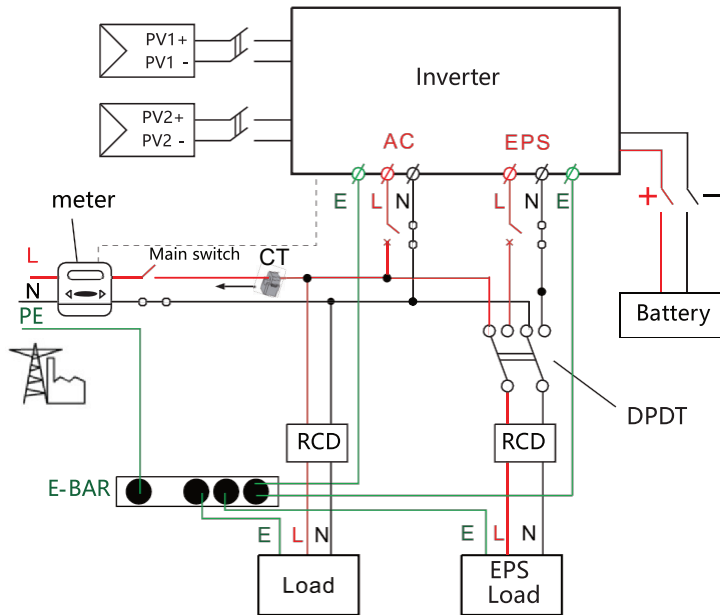 PV1+
PV1 -
Inverter
PV2+
PV2 -
AC
EPS
E
L
N
L
N
E
meter
+
−
L
Main switch
CT
N
PE
Battery
DPDT
RCD
RCD
E-BAR
E
L
N
E
L
N
Load
EPS
Load